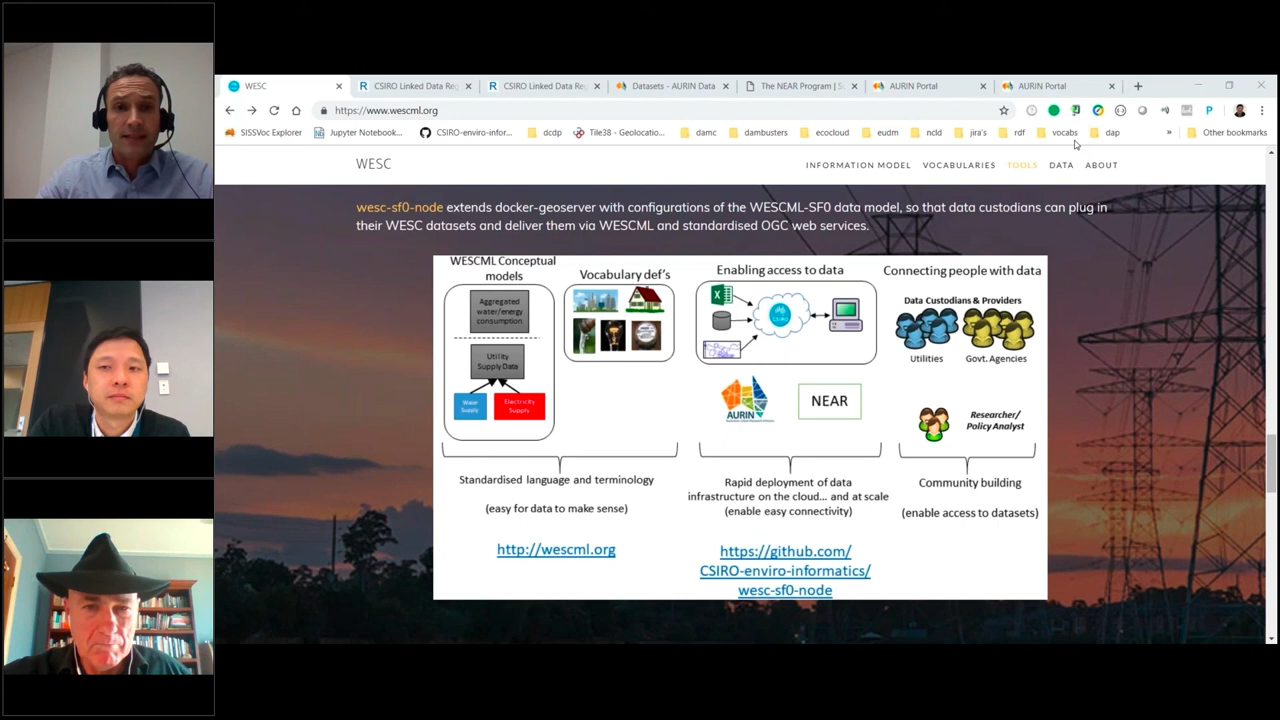 WESC
CSIRO Linked Data Reg
CSIRO Linked Data Reg
Datasets - AURIN Data
The NEAR Program | S
AURIN Portal
AURIN Portal
https://www.wescml.org
SISSVoc Explorer
Jupyter Notebook...
CSIRO-enviro-infor...
dcdp
Tile38 - Geolocatio...
damc
dambusters
ecocloud
eudm
ncld
jira's
rdf
vocabs
dap
»
Other bookmarks
WESC
INFORMATION MODEL
VOCABULARIES
TOOLS
DATA
ABOUT
wesc-sf0-node extends docker-geoserver with configurations of the WESCML-SF0 data model, so that data custodians can plug in
their WESC datasets and deliver them via WESCML and standardised OGC web services.
WESCML Conceptual
models
Aggregated
water/energy
consumption
Utility
Supply Data
Water
Supply
Electricity
Supply
Vocabulary def's
Standardised language and terminology
(easy for data to make sense)
http://wescml.org
Enabling access to data
CSIRO
AURIN
NEAR
Rapid deployment of data
infrastructure on the cloud... and at scale
(enable easy connectivity)
https://github.com/
CSIRO-enviro-informatics/
wesc-sf0-node
Connecting people with data
Data Custodians & Providers
Utilities
Govt. Agencies
Researcher/
Policy Analyst
Community building
(enable access to datasets)